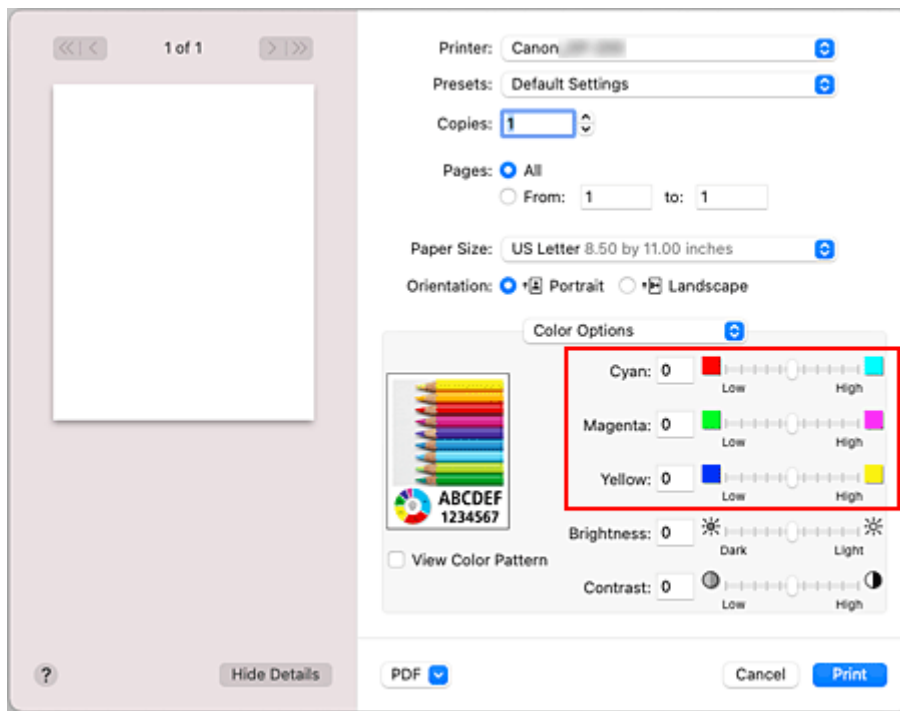 1 of 1
Printer: Canon
Presets: Default Settings
Copies: 1
Pages: All
From: 1 to: 1
Paper Size: US Letter 8.50 by 11.00 inches
Orientation: Portrait Landscape
Color Options
Cyan: 0
Low High
Magenta: 0
Low High
Yellow: 0
Low High
ABCDEF
1234567
Brightness: 0
Dark Light
View Color Pattern
Contrast: 0
Low High
? Hide Details PDF Cancel Print